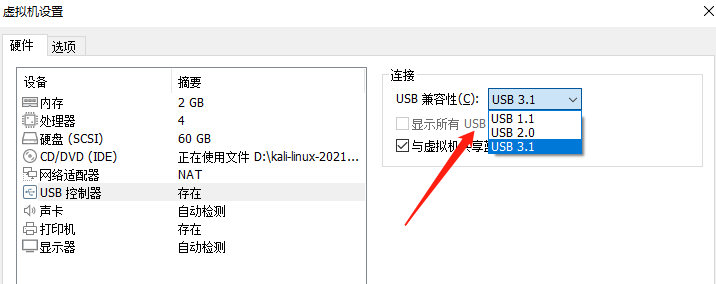 虚拟机设置
硬件 选项
设备 摘要
内存 2 GB
处理器 4
硬盘 (SCSI) 60 GB
CD/DVD (IDE) 正在使用文件 D:\kali-linux-2021...
网络适配器 NAT
USB 控制器 存在
声卡 自动检测
打印机 存在
显示器 自动检测
连接
USB 兼容性(C): USB 3.1
USB 1.1
USB 2.0
USB 3.1
显示所有 USB
与虚拟机共享